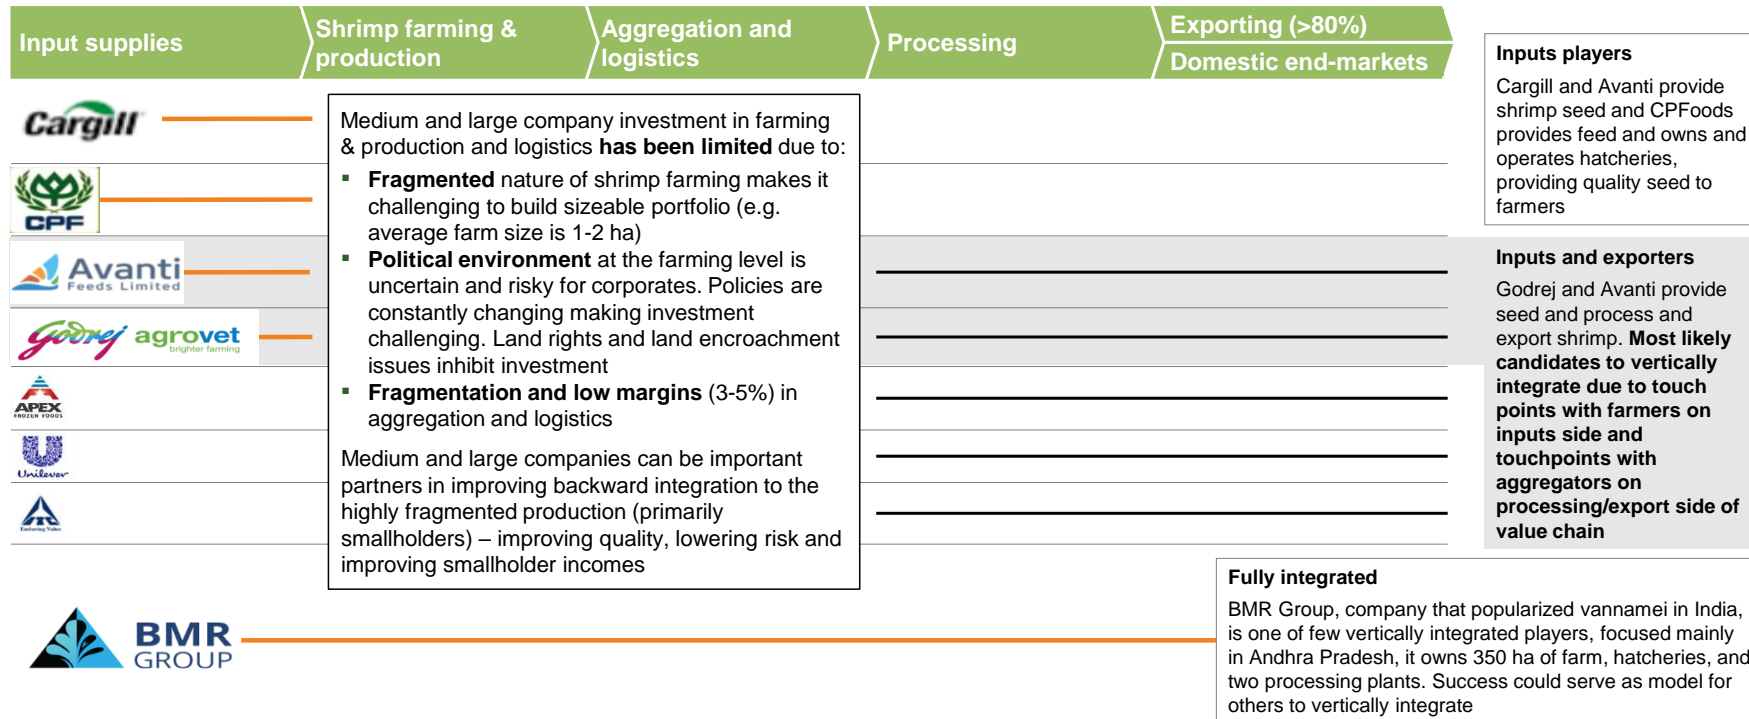 Input supplies
Shrimp farming &
production
Aggregation and
logistics
Processing
Exporting (>80%)
Domestic end-markets
Cargill
CPF
Avanti
Feeds Limited
Godrej agrovet
brighter farming
APEX
FROZEN FOODS
Unilever
Enduring Value
BMR
GROUP
Medium and large company investment in farming
& production and logistics has been limited due to:
▪ Fragmented nature of shrimp farming makes it
challenging to build sizeable portfolio (e.g.
average farm size is 1-2 ha)
▪ Political environment at the farming level is
uncertain and risky for corporates. Policies are
constantly changing making investment
challenging. Land rights and land encroachment
issues inhibit investment
▪ Fragmentation and low margins (3-5%) in
aggregation and logistics
Medium and large companies can be important
partners in improving backward integration to the
highly fragmented production (primarily
smallholders) – improving quality, lowering risk and
improving smallholder incomes
Inputs players
Cargill and Avanti provide
shrimp seed and CPFoods
provides feed and owns and
operates hatcheries,
providing quality seed to
farmers
Inputs and exporters
Godrej and Avanti provide
seed and process and
export shrimp. Most likely
candidates to vertically
integrate due to touch
points with farmers on
inputs side and
touchpoints with
aggregators on
processing/export side of
value chain
Fully integrated
BMR Group, company that popularized vannamei in India,
is one of few vertically integrated players, focused mainly
in Andhra Pradesh, it owns 350 ha of farm, hatcheries, and
two processing plants. Success could serve as model for
others to vertically integrate